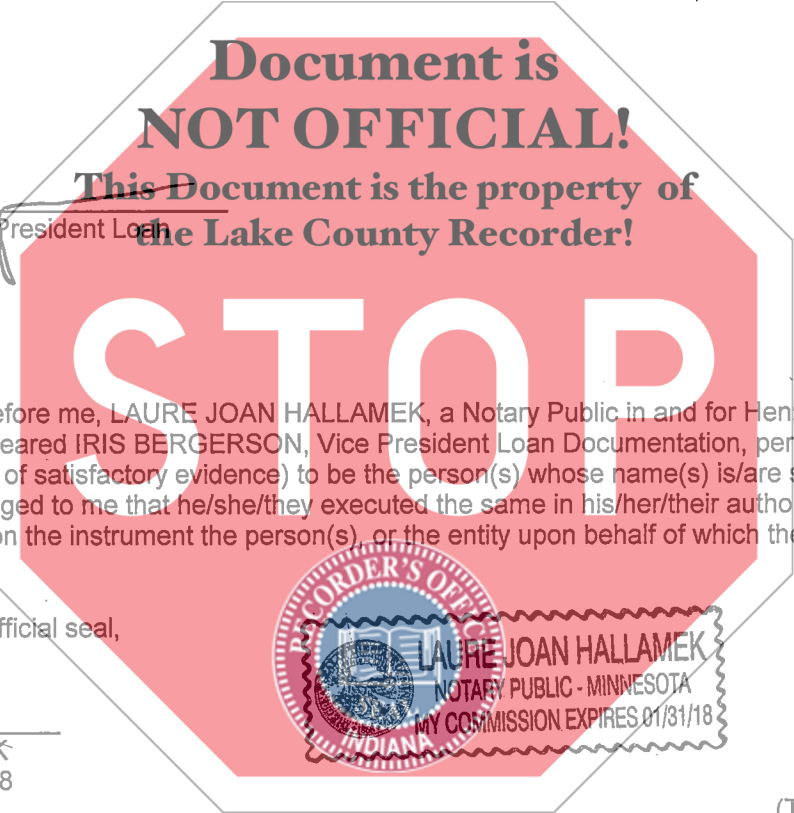 Document is
NOT OFFICIAL!
This Document is the property of
President Loan
the Lake County Recorder!
STOP
efore me, LAURE JOAN HALLAMEK, a Notary Public in and for Hen
eared IRIS BERGERSON, Vice President Loan Documentation, per
of satisfactory evidence) to be the person(s) whose name(s) is/are s
ged to me that he/she/they executed the same in his/her/their autho
on the instrument the person(s), or the entity upon behalf of which the
RECORDER'S OFFICE
fficial seal,
LAURE JOAN HALLAMEK
NOTARY PUBLIC - MINNESOTA
MY COMMISSION EXPIRES 01/31/18
INDIANA
K
8
(T